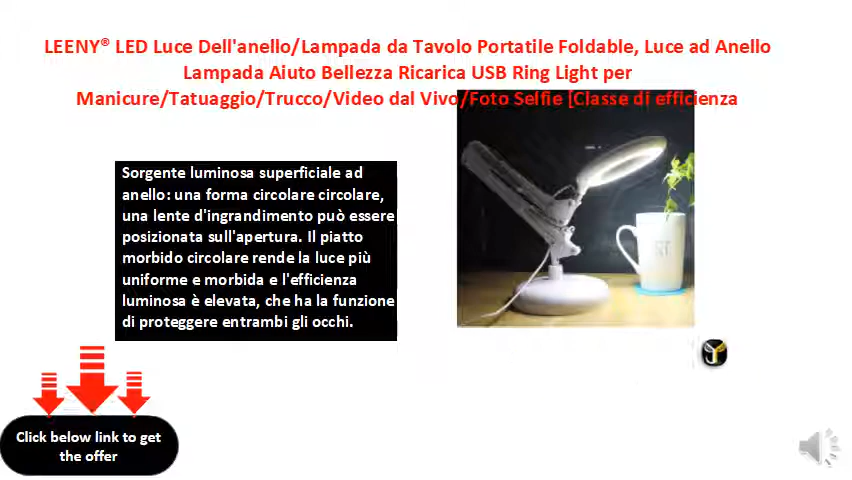 LEENY® LED Luce Dell'anello/Lampada da Tavolo Portatile Foldable, Luce ad Anello
Lampada Aiuto Bellezza Ricarica USB Ring Light per
Manicure/Tatuaggio/Trucco/Video dal Vivo/Foto Selfie [Classe di efficienza
Sorgente luminosa superficiale ad
anello: una forma circolare circolare,
una lente d'ingrandimento può essere
posizionata sull'apertura. Il piatto
morbido circolare rende la luce più
uniforme e morbida e l'efficienza
luminosa è elevata, che ha la funzione
di proteggere entrambi gli occhi.
Click below link to get
the offer